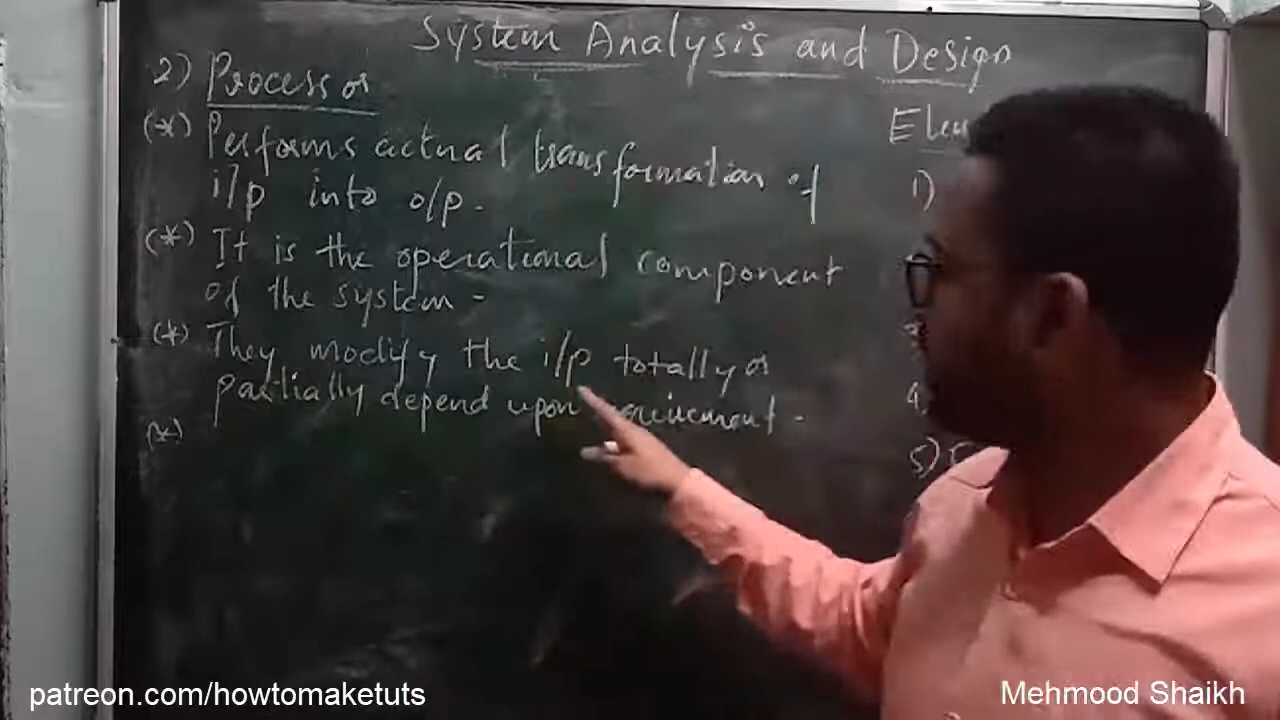 System Analysis and Design
2) Processor
(*) Performs actual transformation of
i/p into o/p.
(*) It is the operational component
of the system.
(*) They modify the i/p totally or
partially depend upon requirement.
(*)
Elem
1)
4)
5)
patreon.com/howtomaketuts
Mehmood Shaikh